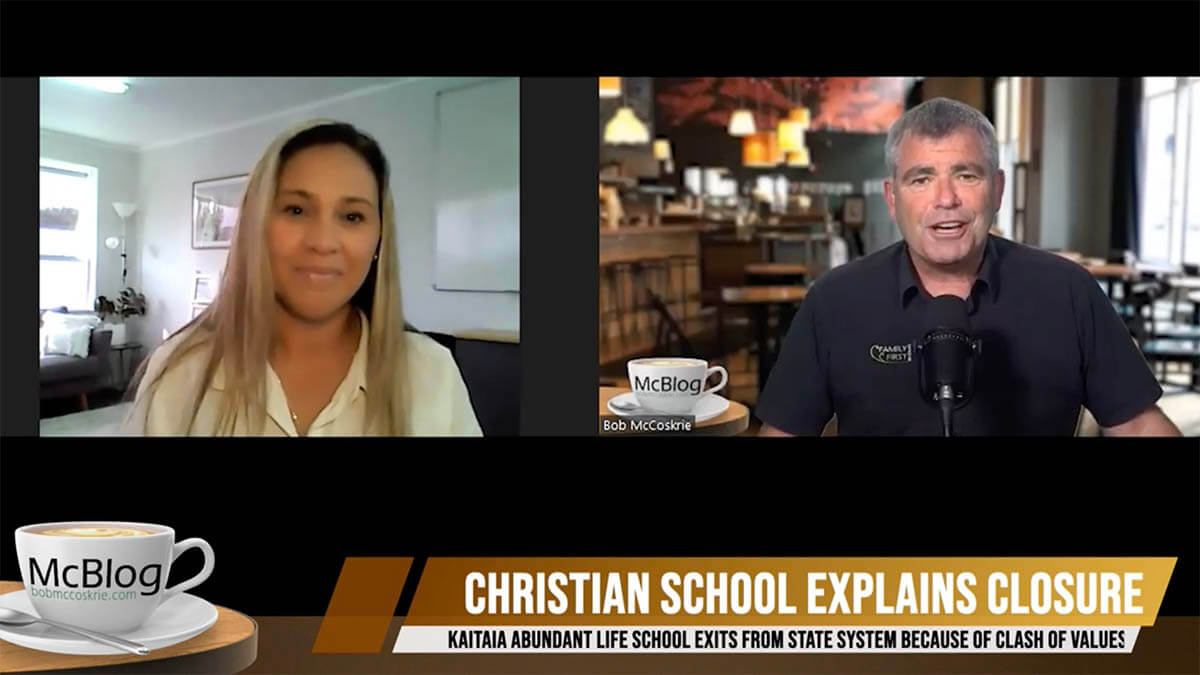 FAMILY
FIRST
McBlog
Bob McCoskrie
McBlog
bobmccoskrie.com
CHRISTIAN SCHOOL EXPLAINS CLOSURE
KAITAIA ABUNDANT LIFE SCHOOL EXITS FROM STATE SYSTEM BECAUSE OF CLASH OF VALUES